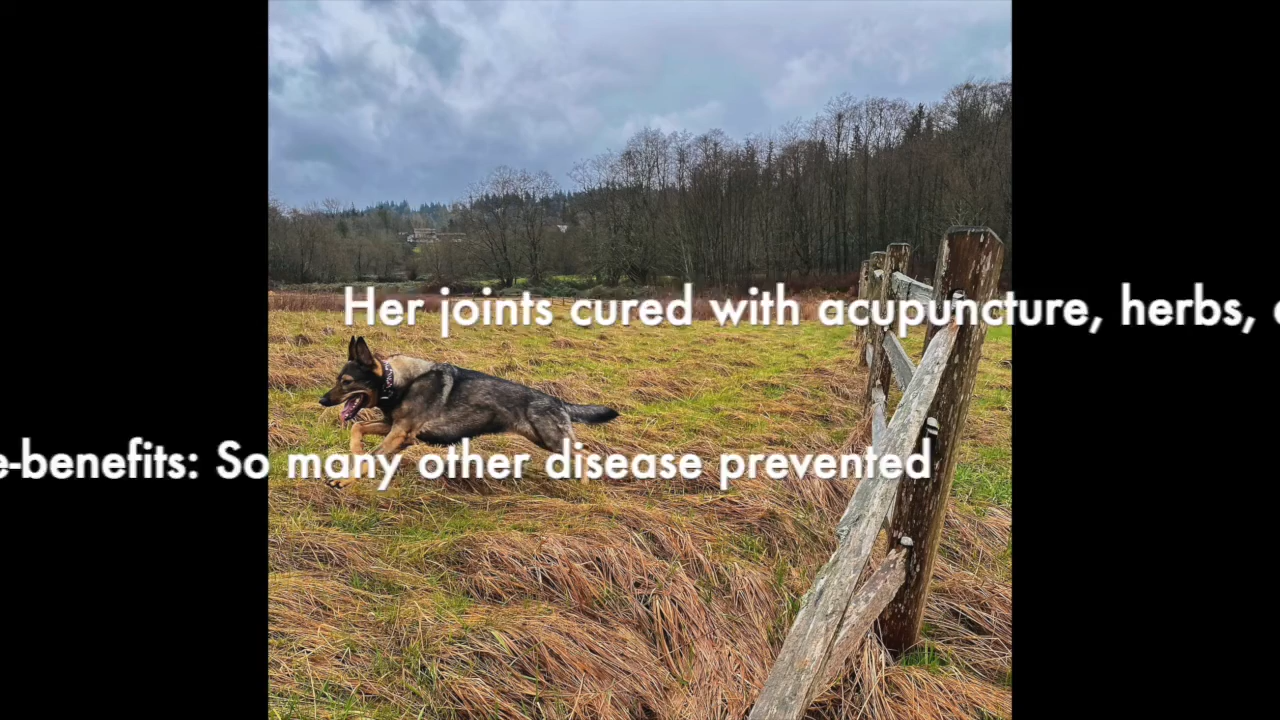 Her joints cured with acupuncture, herbs,
e-benefits: So many other disease prevented